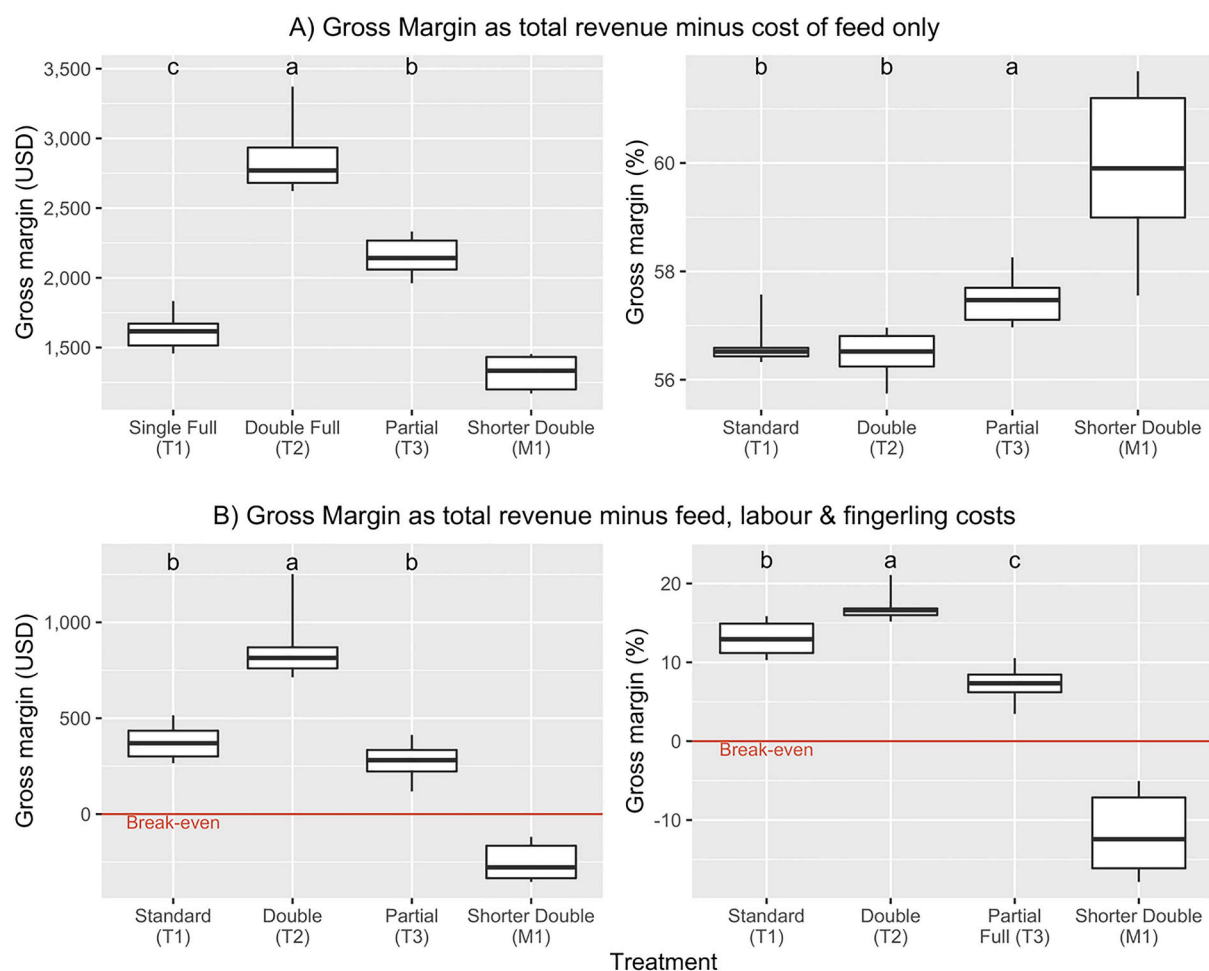 A) Gross Margin as total revenue minus cost of feed only
Gross margin (USD)
3,500
3,000
2,500
2,000
1,500
c a b
Single Full Double Full Partial Shorter Double
(T1) (T2) (T3) (M1)
Gross margin (%)
60
58
56
b b a
Standard Double Partial Shorter Double
(T1) (T2) (T3) (M1)
B) Gross Margin as total revenue minus feed, labour & fingerling costs
Gross margin (USD)
1,000
500
0
b a b
Break-even
Standard Double Partial Shorter Double
(T1) (T2) (T3) (M1)
Gross margin (%)
20
10
0
-10
b a c
Break-even
Standard Double Partial Shorter Double
(T1) (T2) Full (T3) (M1)
Treatment